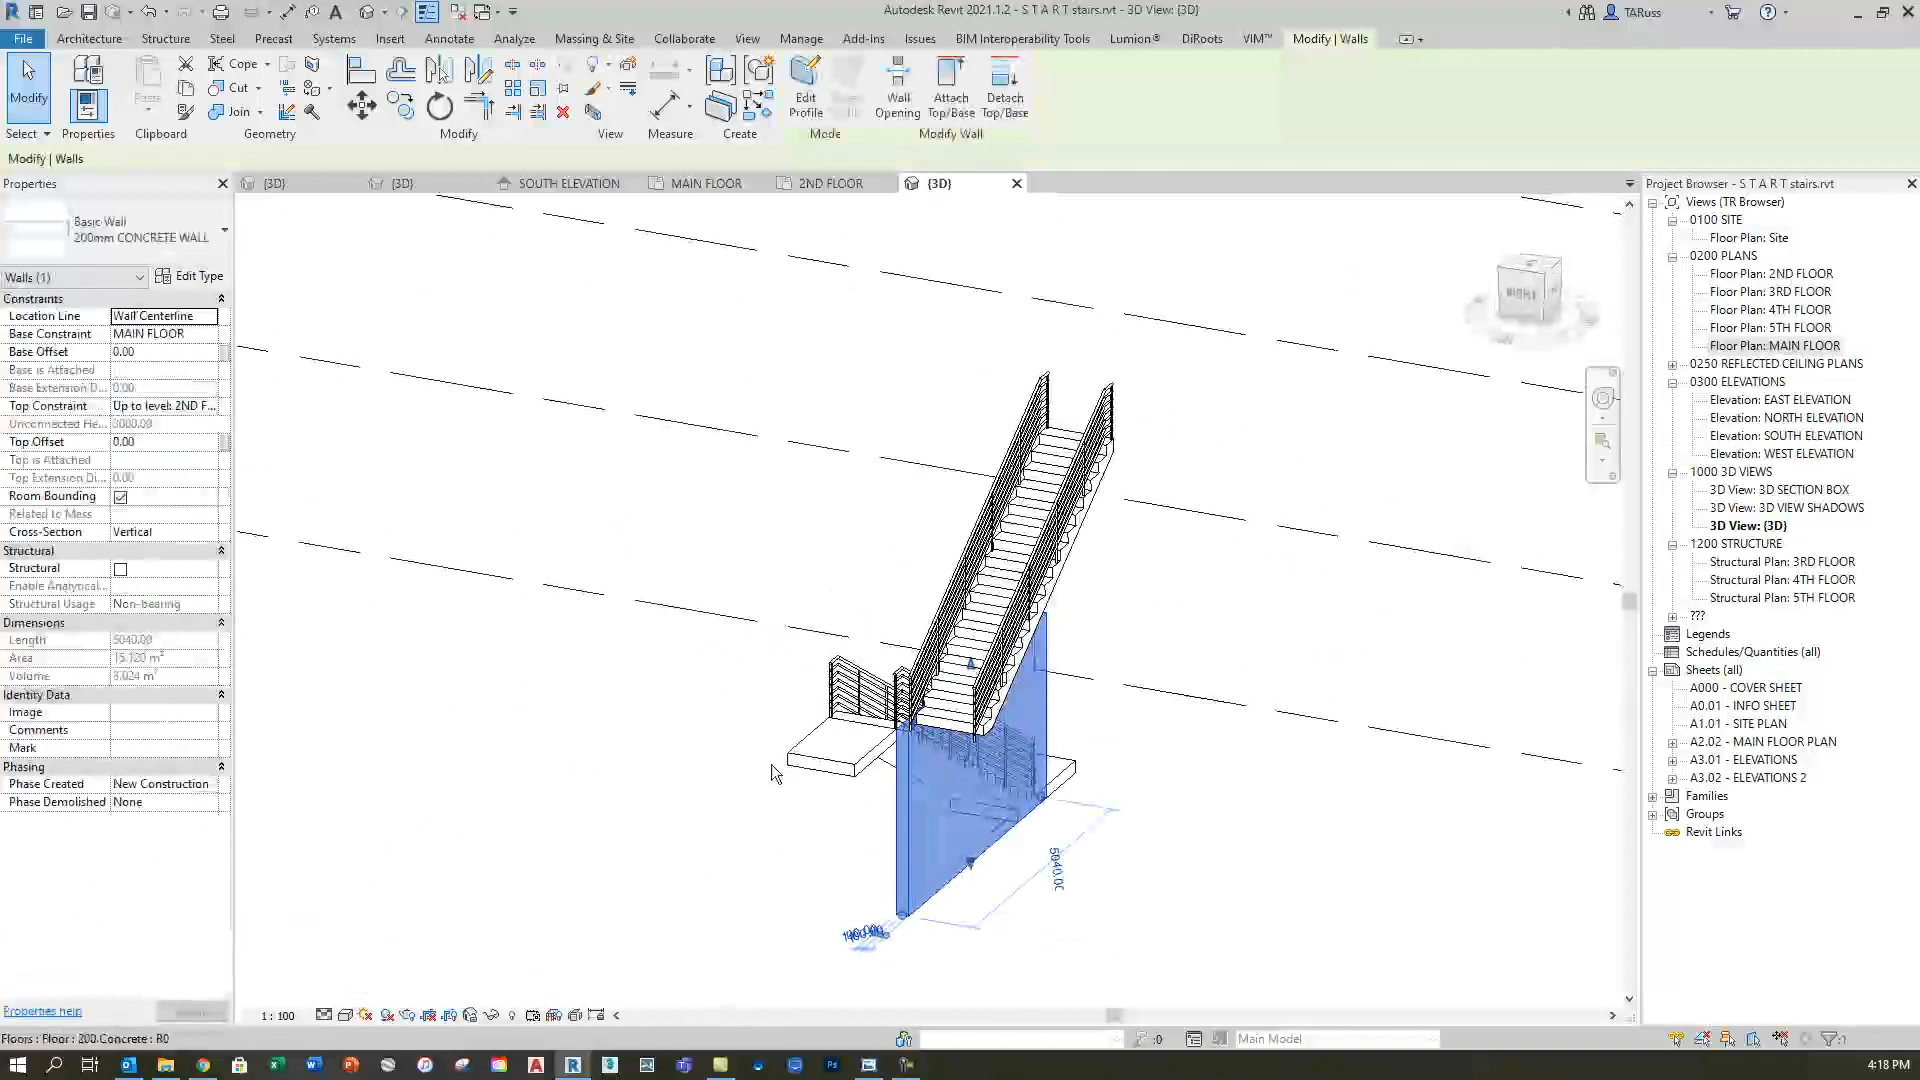 Autodesk Revit 2021.1.2 - S T A R T stairs.rvt - 3D View: {3D}
TARuss
File Architecture Structure Steel Precast Systems Insert Annotate Analyze Massing & Site Collaborate View Manage Add-Ins Issues BIM Interoperability Tools Lumion® DiRoots VIM™ Modify | Walls
Cope
Cut
Join
Modify
Paste
Edit Profile
Wall Opening
Attach Top/Base
Detach Top/Base
Select Properties Clipboard Geometry Modify View Measure Create Mode Modify Wall
Modify | Walls
Properties
{3D} {3D} SOUTH ELEVATION MAIN FLOOR 2ND FLOOR {3D}
Basic Wall
200mm CONCRETE WALL
Walls (1) Edit Type
Constraints
Location Line Wall Centerline
Base Constraint MAIN FLOOR
Base Offset 0.00
Base is Attached
Base Extension D... 0.00
Top Constraint Up to level: 2ND F...
Unconnected Hei... 3000.00
Top Offset 0.00
Top is Attached
Top Extension Di... 0.00
Room Bounding
Related to Mass
Cross-Section Vertical
Structural
Structural
Enable Analytical...
Structural Usage Non-bearing
Dimensions
Length 5040.00
Area 15.120 m²
Volume 3.024 m³
Identity Data
Image
Comments
Mark
Phasing
Phase Created New Construction
Phase Demolished None
Properties help
RIGHT
5040.00
1 : 100
Floors : Floor : 200 Concrete : R0
:0
Main Model
:1
Project Browser - S T A R T stairs.rvt
Views (TR Browser)
0100 SITE
Floor Plan: Site
0200 PLANS
Floor Plan: 2ND FLOOR
Floor Plan: 3RD FLOOR
Floor Plan: 4TH FLOOR
Floor Plan: 5TH FLOOR
Floor Plan: MAIN FLOOR
0250 REFLECTED CEILING PLANS
0300 ELEVATIONS
Elevation: EAST ELEVATION
Elevation: NORTH ELEVATION
Elevation: SOUTH ELEVATION
Elevation: WEST ELEVATION
1000 3D VIEWS
3D View: 3D SECTION BOX
3D View: 3D VIEW SHADOWS
3D View: {3D}
1200 STRUCTURE
Structural Plan: 3RD FLOOR
Structural Plan: 4TH FLOOR
Structural Plan: 5TH FLOOR
???
Legends
Schedules/Quantities (all)
Sheets (all)
A000 - COVER SHEET
A0.01 - INFO SHEET
A1.01 - SITE PLAN
A2.02 - MAIN FLOOR PLAN
A3.01 - ELEVATIONS
A3.02 - ELEVATIONS 2
Families
Groups
Revit Links
4:18 PM